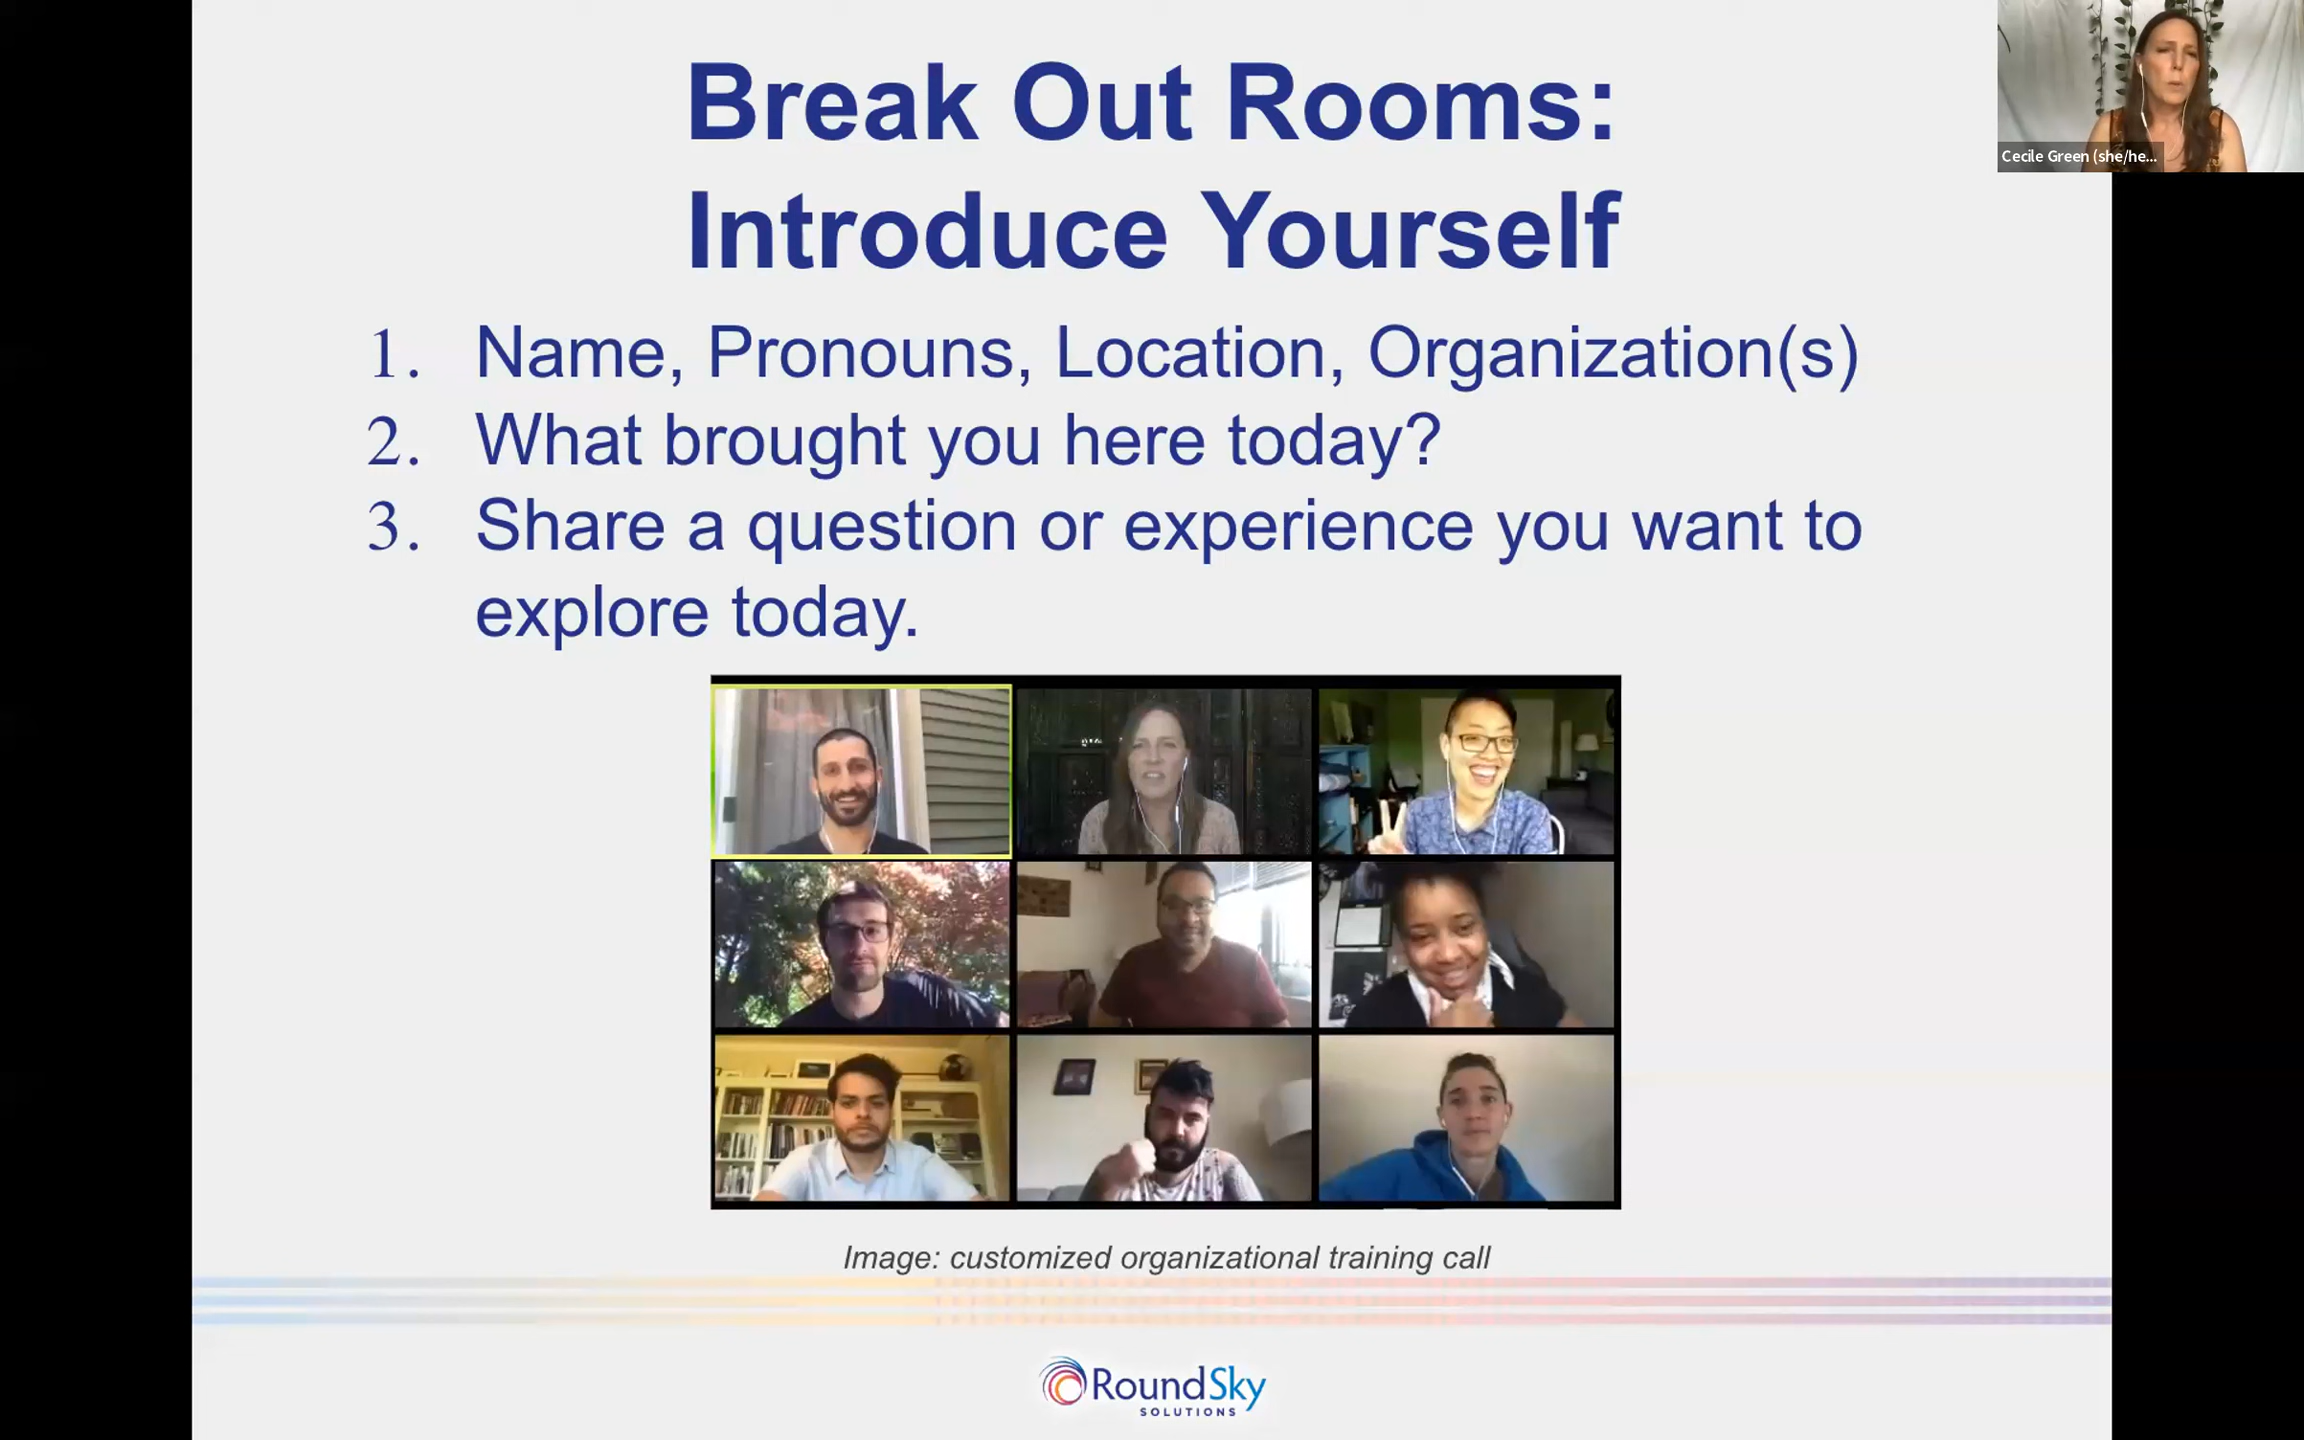 Break Out Rooms:
Introduce Yourself
Cecile Green (she/he...
1. Name, Pronouns, Location, Organization(s)
2. What brought you here today?
3. Share a question or experience you want to
explore today.
Image: customized organizational training call
RoundSky
SOLUTIONS